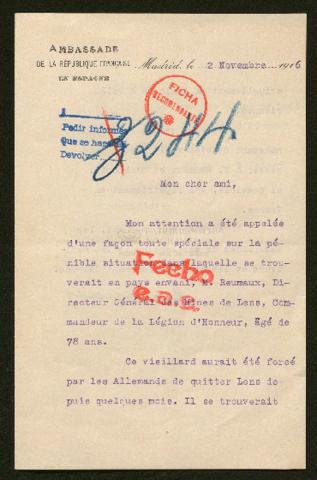 AMBASSADE
DE LA RÉPUBLIQUE FRANÇAISE
EN ESPAGNE
Madrid, le 2 Novembre 1916
FICHA
Pedir informes
Que se haga
Devolver
8244
Mon cher ami,
Mon attention a été appelée
d'une façon toute spéciale sur la pé-
nible situation dans laquelle se trou-
verait en pays envahi, M. Reumaux, Di-
recteur Général des Mines de Lens, Com-
mandeur de la Légion d'Honneur, âgé de
78 ans.
Fecho
Ce vieillard aurait été forcé
par les Allemands de quitter Lens de-
puis quelques mois. Il se trouverait